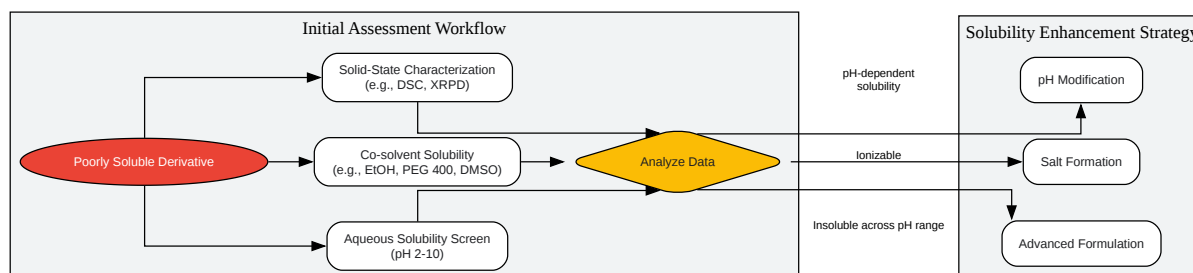 Initial Assessment Workflow
Solubility Enhancement Strategy
Solid-State Characterization
(e.g., DSC, XRPD)
pH-dependent
solubility
pH Modification
Poorly Soluble Derivative
Co-solvent Solubility
(e.g., EtOH, PEG 400, DMSO)
Analyze Data
Ionizable
Salt Formation
Aqueous Solubility Screen
(pH 2-10)
Insoluble across pH range
Advanced Formulation